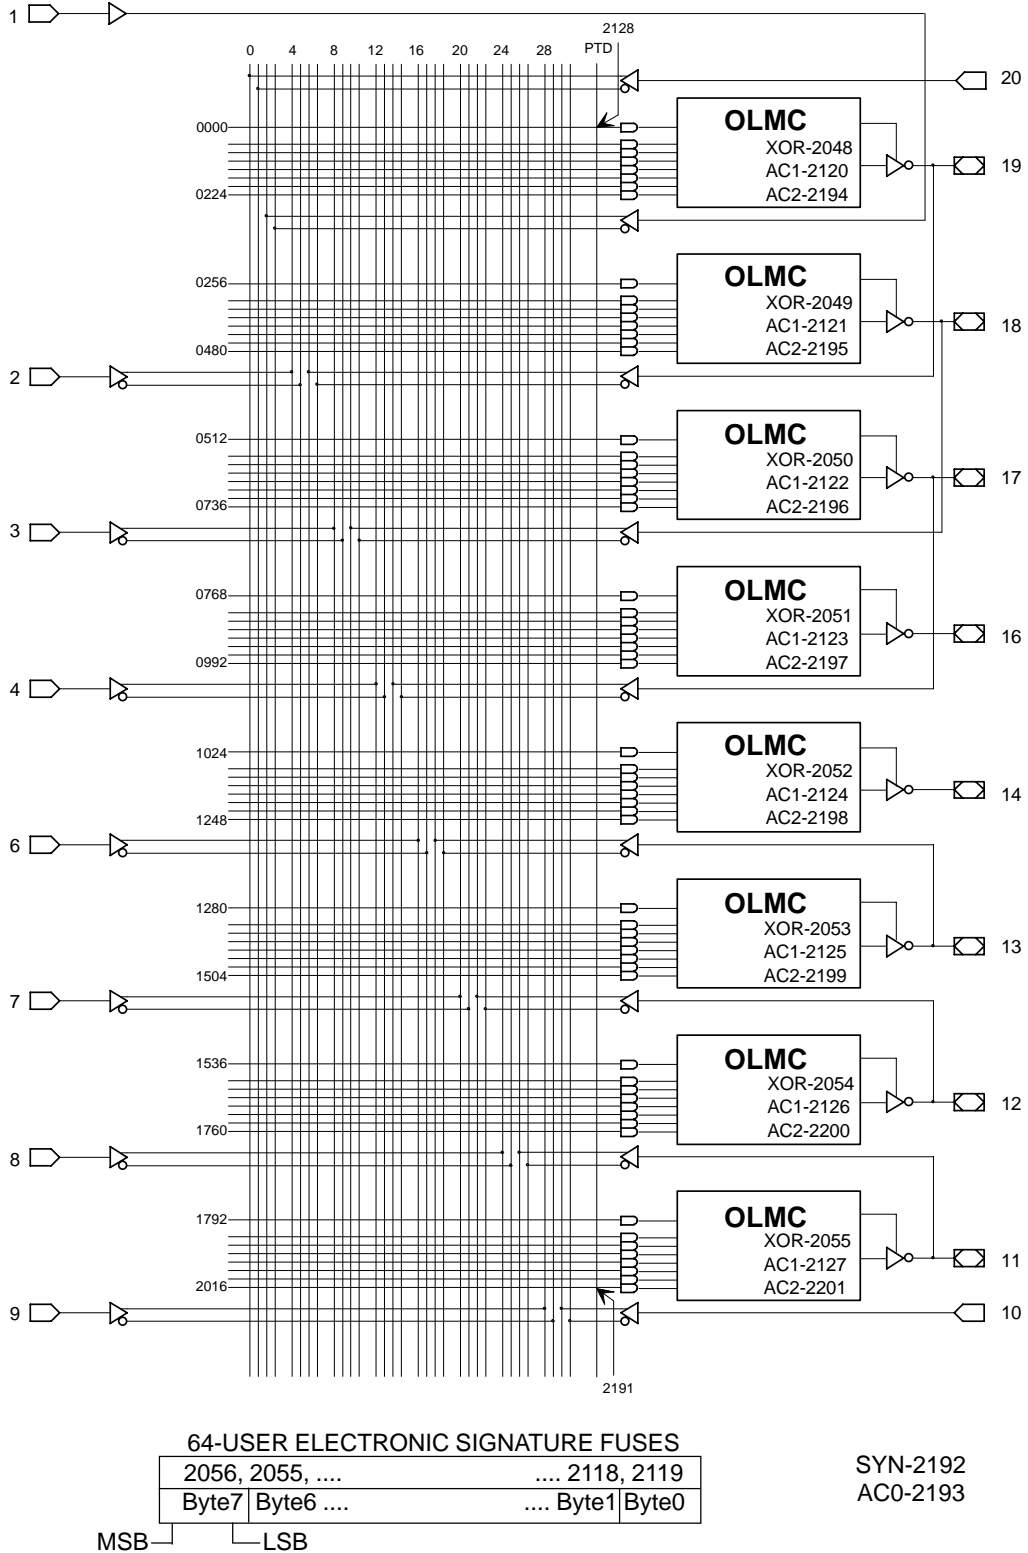 1
2128
0 4 8 12 16 20 24 28 PTD
20
0000
OLMC
XOR-2048
AC1-2120
AC2-2194
19
0224
0256
OLMC
XOR-2049
AC1-2121
AC2-2195
18
0480
2
0512
OLMC
XOR-2050
AC1-2122
AC2-2196
17
0736
3
0768
OLMC
XOR-2051
AC1-2123
AC2-2197
16
0992
4
1024
OLMC
XOR-2052
AC1-2124
AC2-2198
14
1248
6
1280
OLMC
XOR-2053
AC1-2125
AC2-2199
13
1504
7
1536
OLMC
XOR-2054
AC1-2126
AC2-2200
12
1760
8
1792
OLMC
XOR-2055
AC1-2127
AC2-2201
11
2016
9
10
2191
64-USER ELECTRONIC SIGNATURE FUSES
2056, 2055, .... .... 2118, 2119
Byte7 Byte6 .... .... Byte1 Byte0
MSB LSB
SYN-2192
AC0-2193